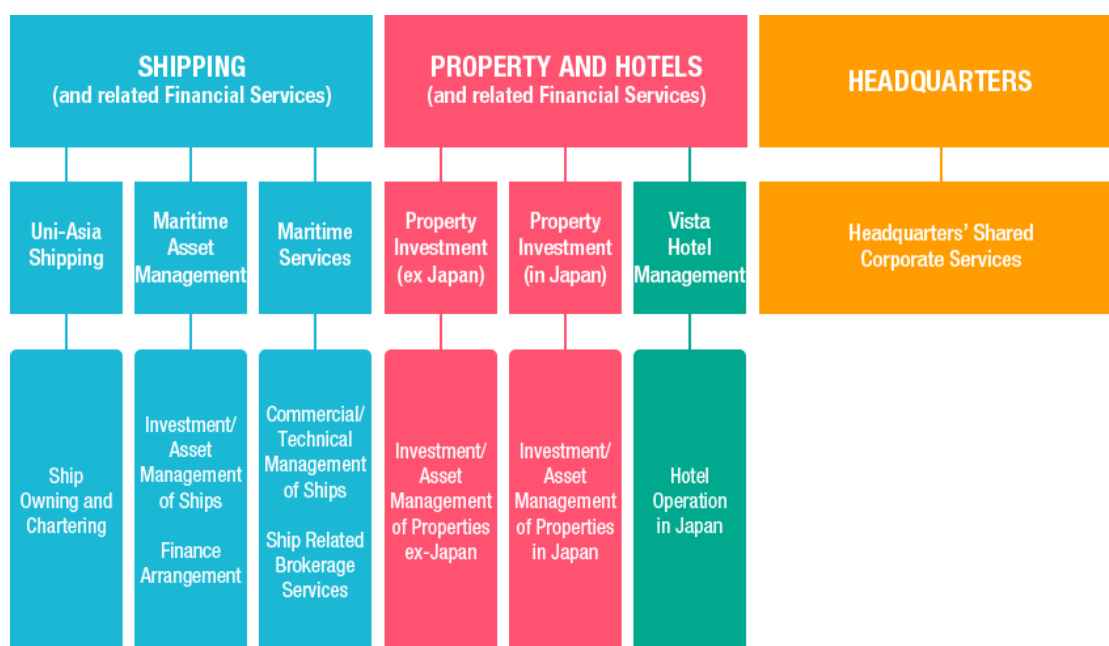 SHIPPING
(and related Financial Services)
PROPERTY AND HOTELS
(and related Financial Services)
HEADQUARTERS
Uni-Asia
Shipping
Maritime
Asset
Management
Maritime
Services
Property
Investment
(ex Japan)
Property
Investment
(in Japan)
Vista
Hotel
Management
Headquarters' Shared
Corporate Services
Ship
Owning and
Chartering
Investment/
Asset
Management
of Ships
Finance
Arrangement
Commercial/
Technical
Management
of Ships
Ship Related
Brokerage
Services
Investment/
Asset
Management
of Properties
ex-Japan
Investment/
Asset
Management
of Properties
in Japan
Hotel
Operation
in Japan